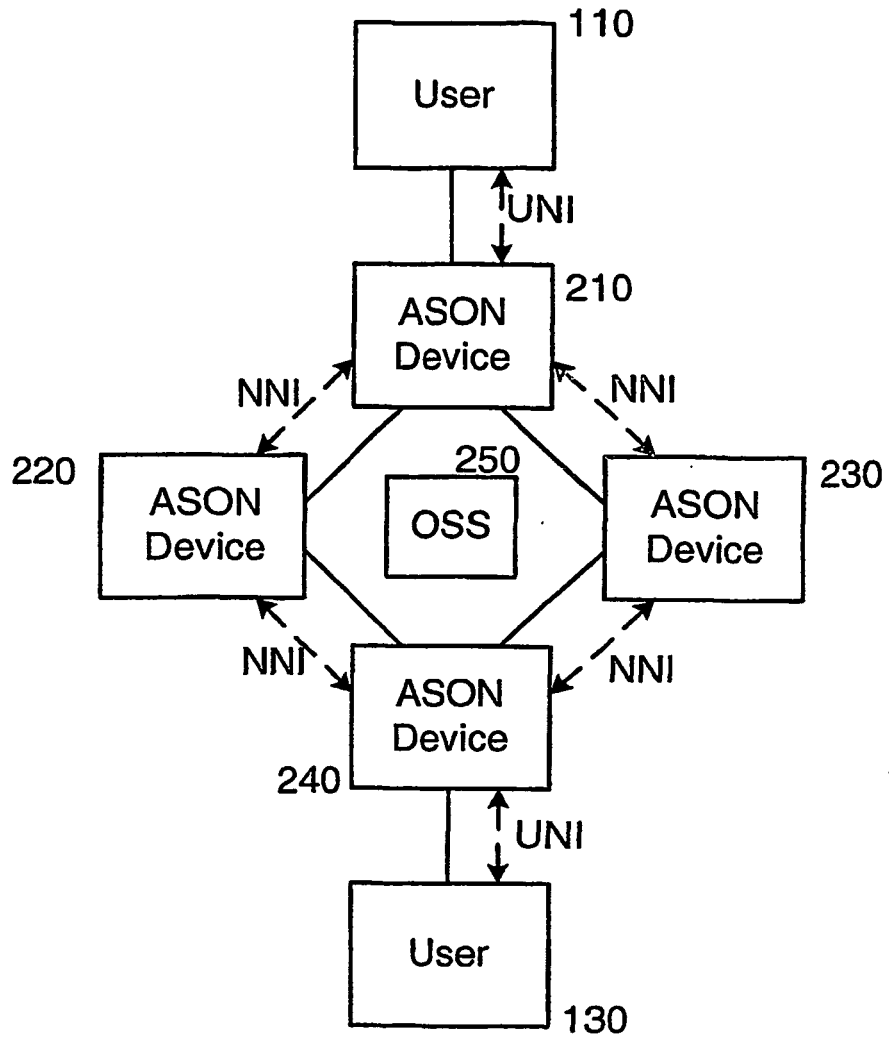 110
User
UNI
210
ASON
Device
NNI
NNI
220
ASON
Device
250
OSS
230
ASON
Device
NNI
NNI
ASON
Device
240
UNI
User
130